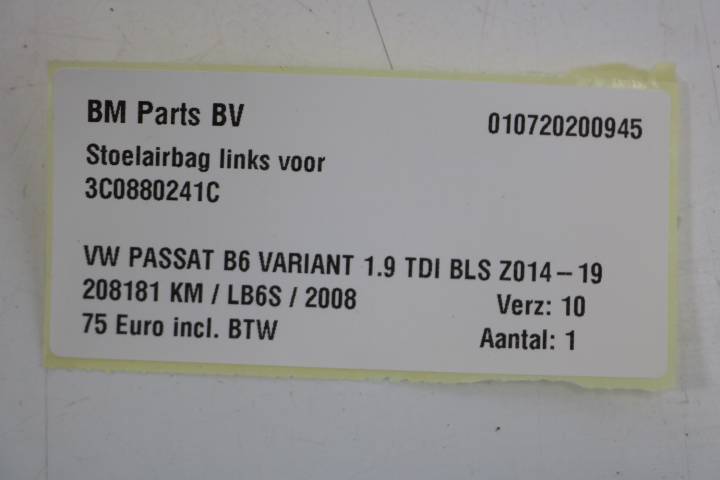 BM Parts BV 010720200945
Stoelairbag links voor
3C0880241C
VW PASSAT B6 VARIANT 1.9 TDI BLS Z014-19
208181 KM / LB6S / 2008 Verz: 10
75 Euro incl. BTW Aantal: 1